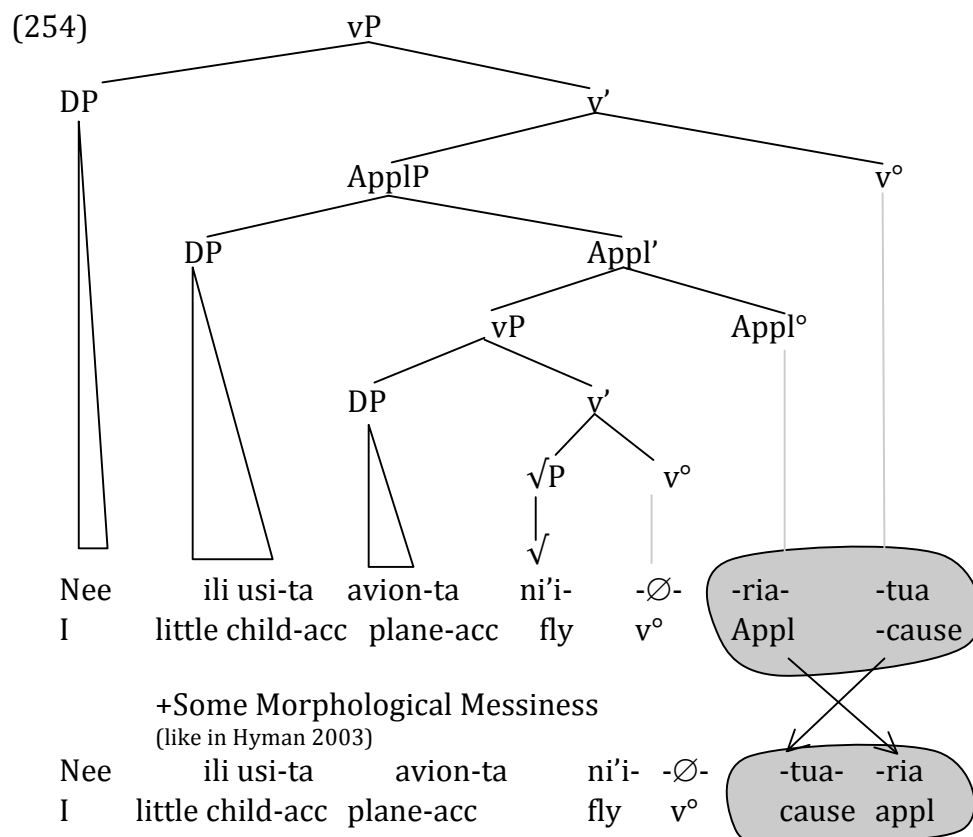 (254)
vP
DP
v'
ApplP
v°
DP
Appl'
vP
Appl°
DP
v'
√P
v°
√
Nee ili usi-ta avion-ta ni'i- -∅- -ria- -tua
I little child-acc plane-acc fly v° Appl -cause
+Some Morphological Messiness
(like in Hyman 2003)
Nee ili usi-ta avion-ta ni'i- -∅- -tua- -ria
I little child-acc plane-acc fly v° cause appl